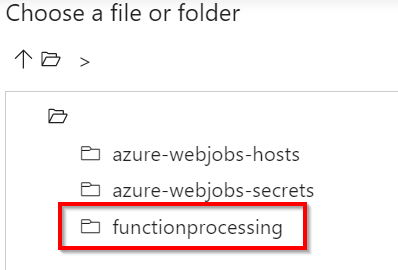 Choose a file or folder
>
azure-webjobs-hosts
azure-webjobs-secrets
functionprocessing